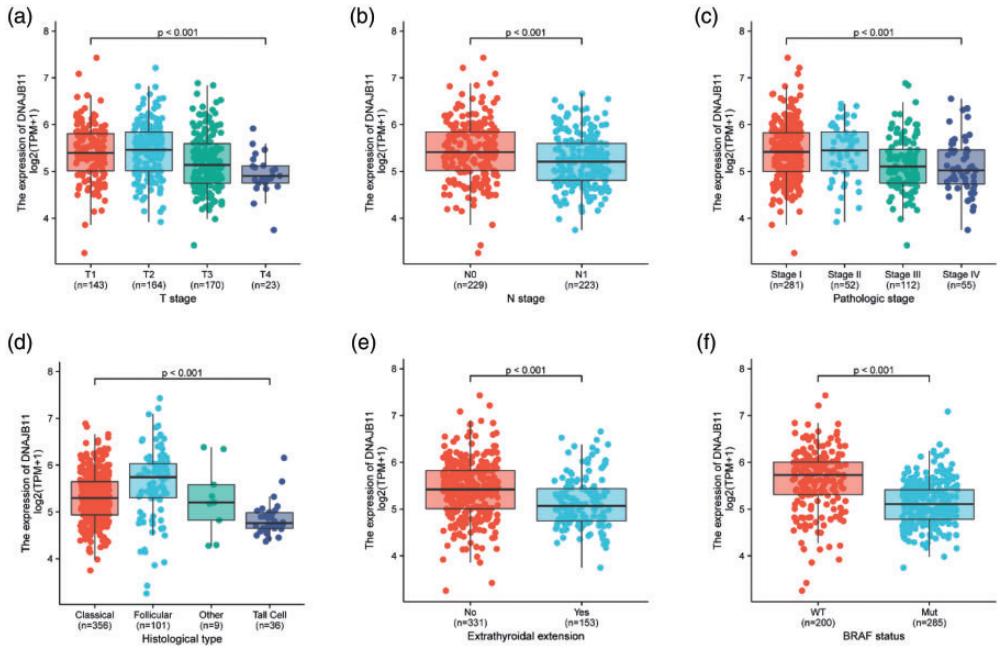 (a)
The expression of DNAJB11
log2(TPM+1)
8
7
6
5
4
p < 0.001
T1 T2 T3 T4
(n=143) (n=164) (n=170) (n=23)
T stage
(b)
The expression of DNAJB11
log2(TPM+1)
8
7
6
5
4
p < 0.001
N0 N1
(n=229) (n=223)
N stage
(c)
The expression of DNAJB11
log2(TPM+1)
8
7
6
5
4
p < 0.001
Stage I Stage II Stage III Stage IV
(n=281) (n=52) (n=112) (n=55)
Pathologic stage
(d)
The expression of DNAJB11
log2(TPM+1)
8
7
6
5
4
p < 0.001
Classical Follicular Other Tall Cell
(n=356) (n=101) (n=9) (n=36)
Histological type
(e)
The expression of DNAJB11
log2(TPM+1)
8
7
6
5
4
p < 0.001
No Yes
(n=331) (n=153)
Extrathyroidal extension
(f)
The expression of DNAJB11
log2(TPM+1)
8
7
6
5
4
p < 0.001
WT Mut
(n=200) (n=285)
BRAF status